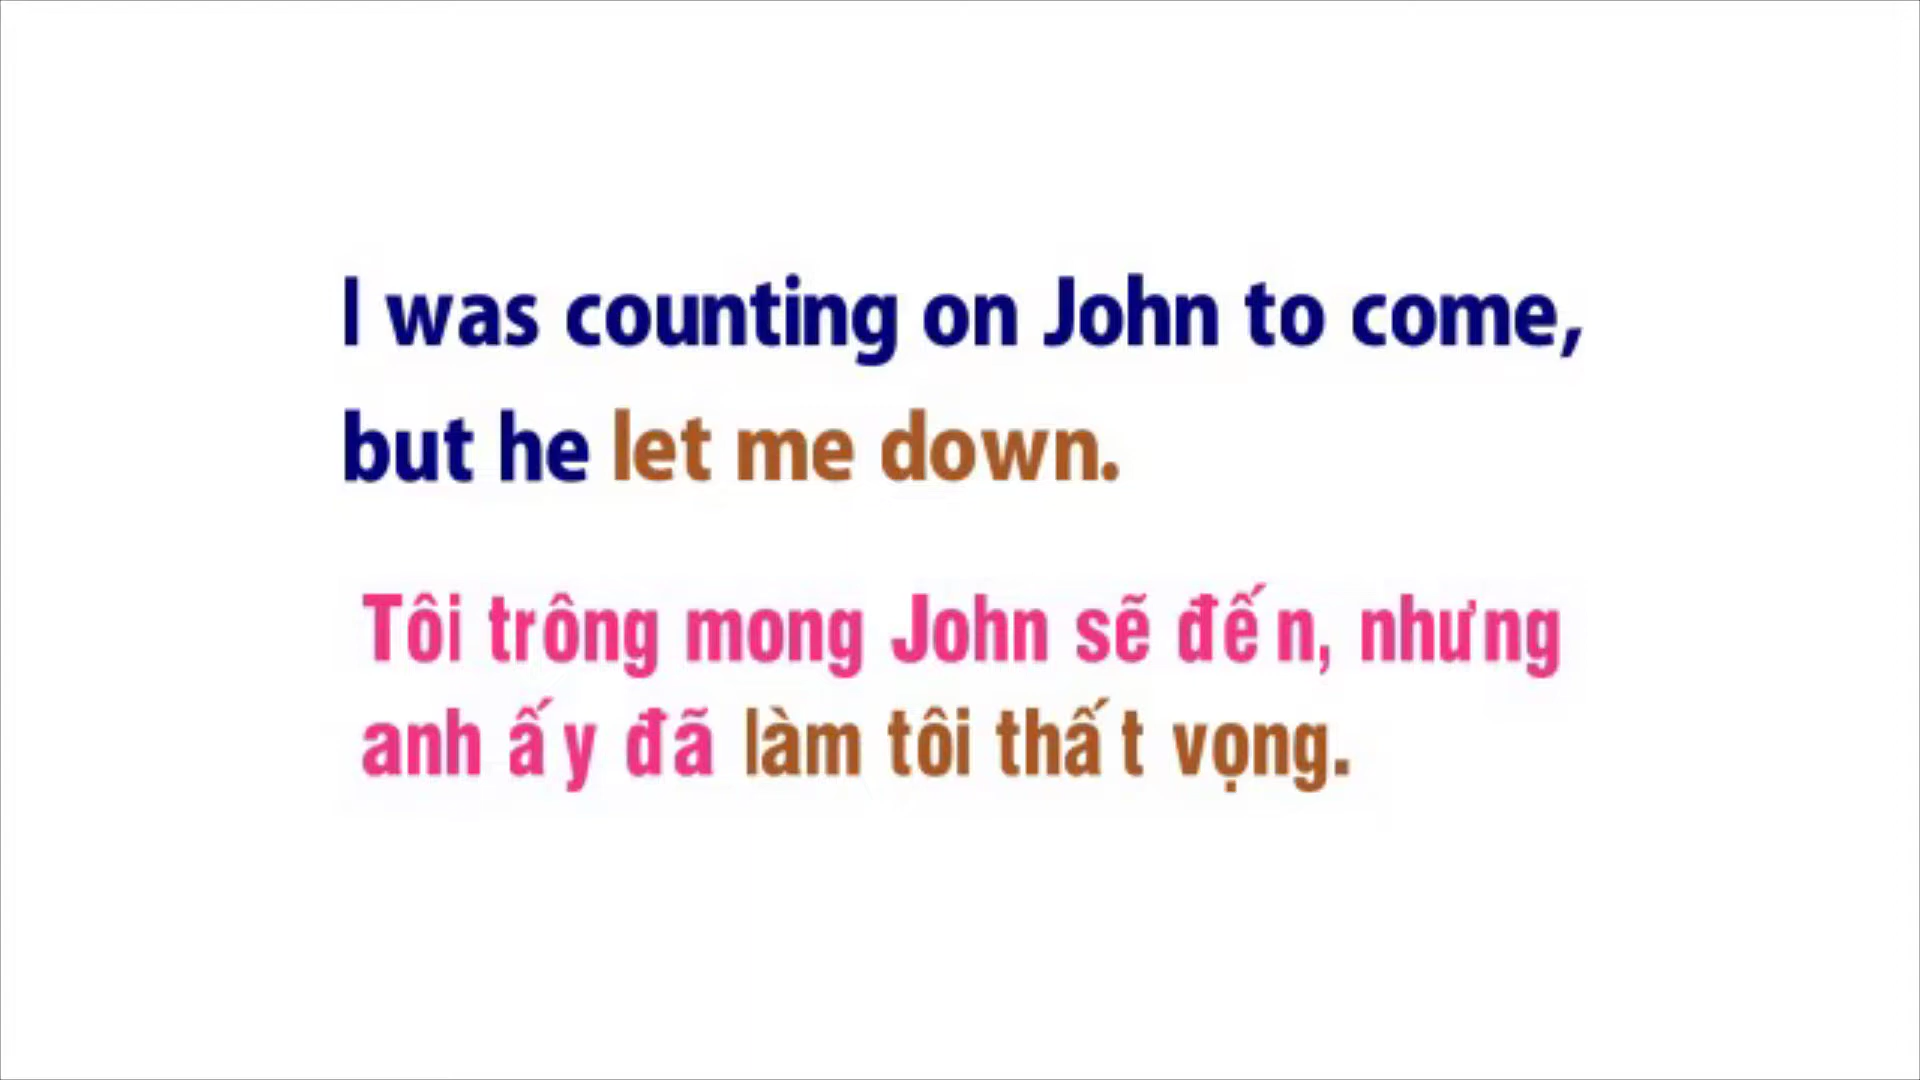 I was counting on John to come,
but he let me down.
Tôi trông mong John sẽ đến, nhưng
anh ấy đã làm tôi thất vọng.